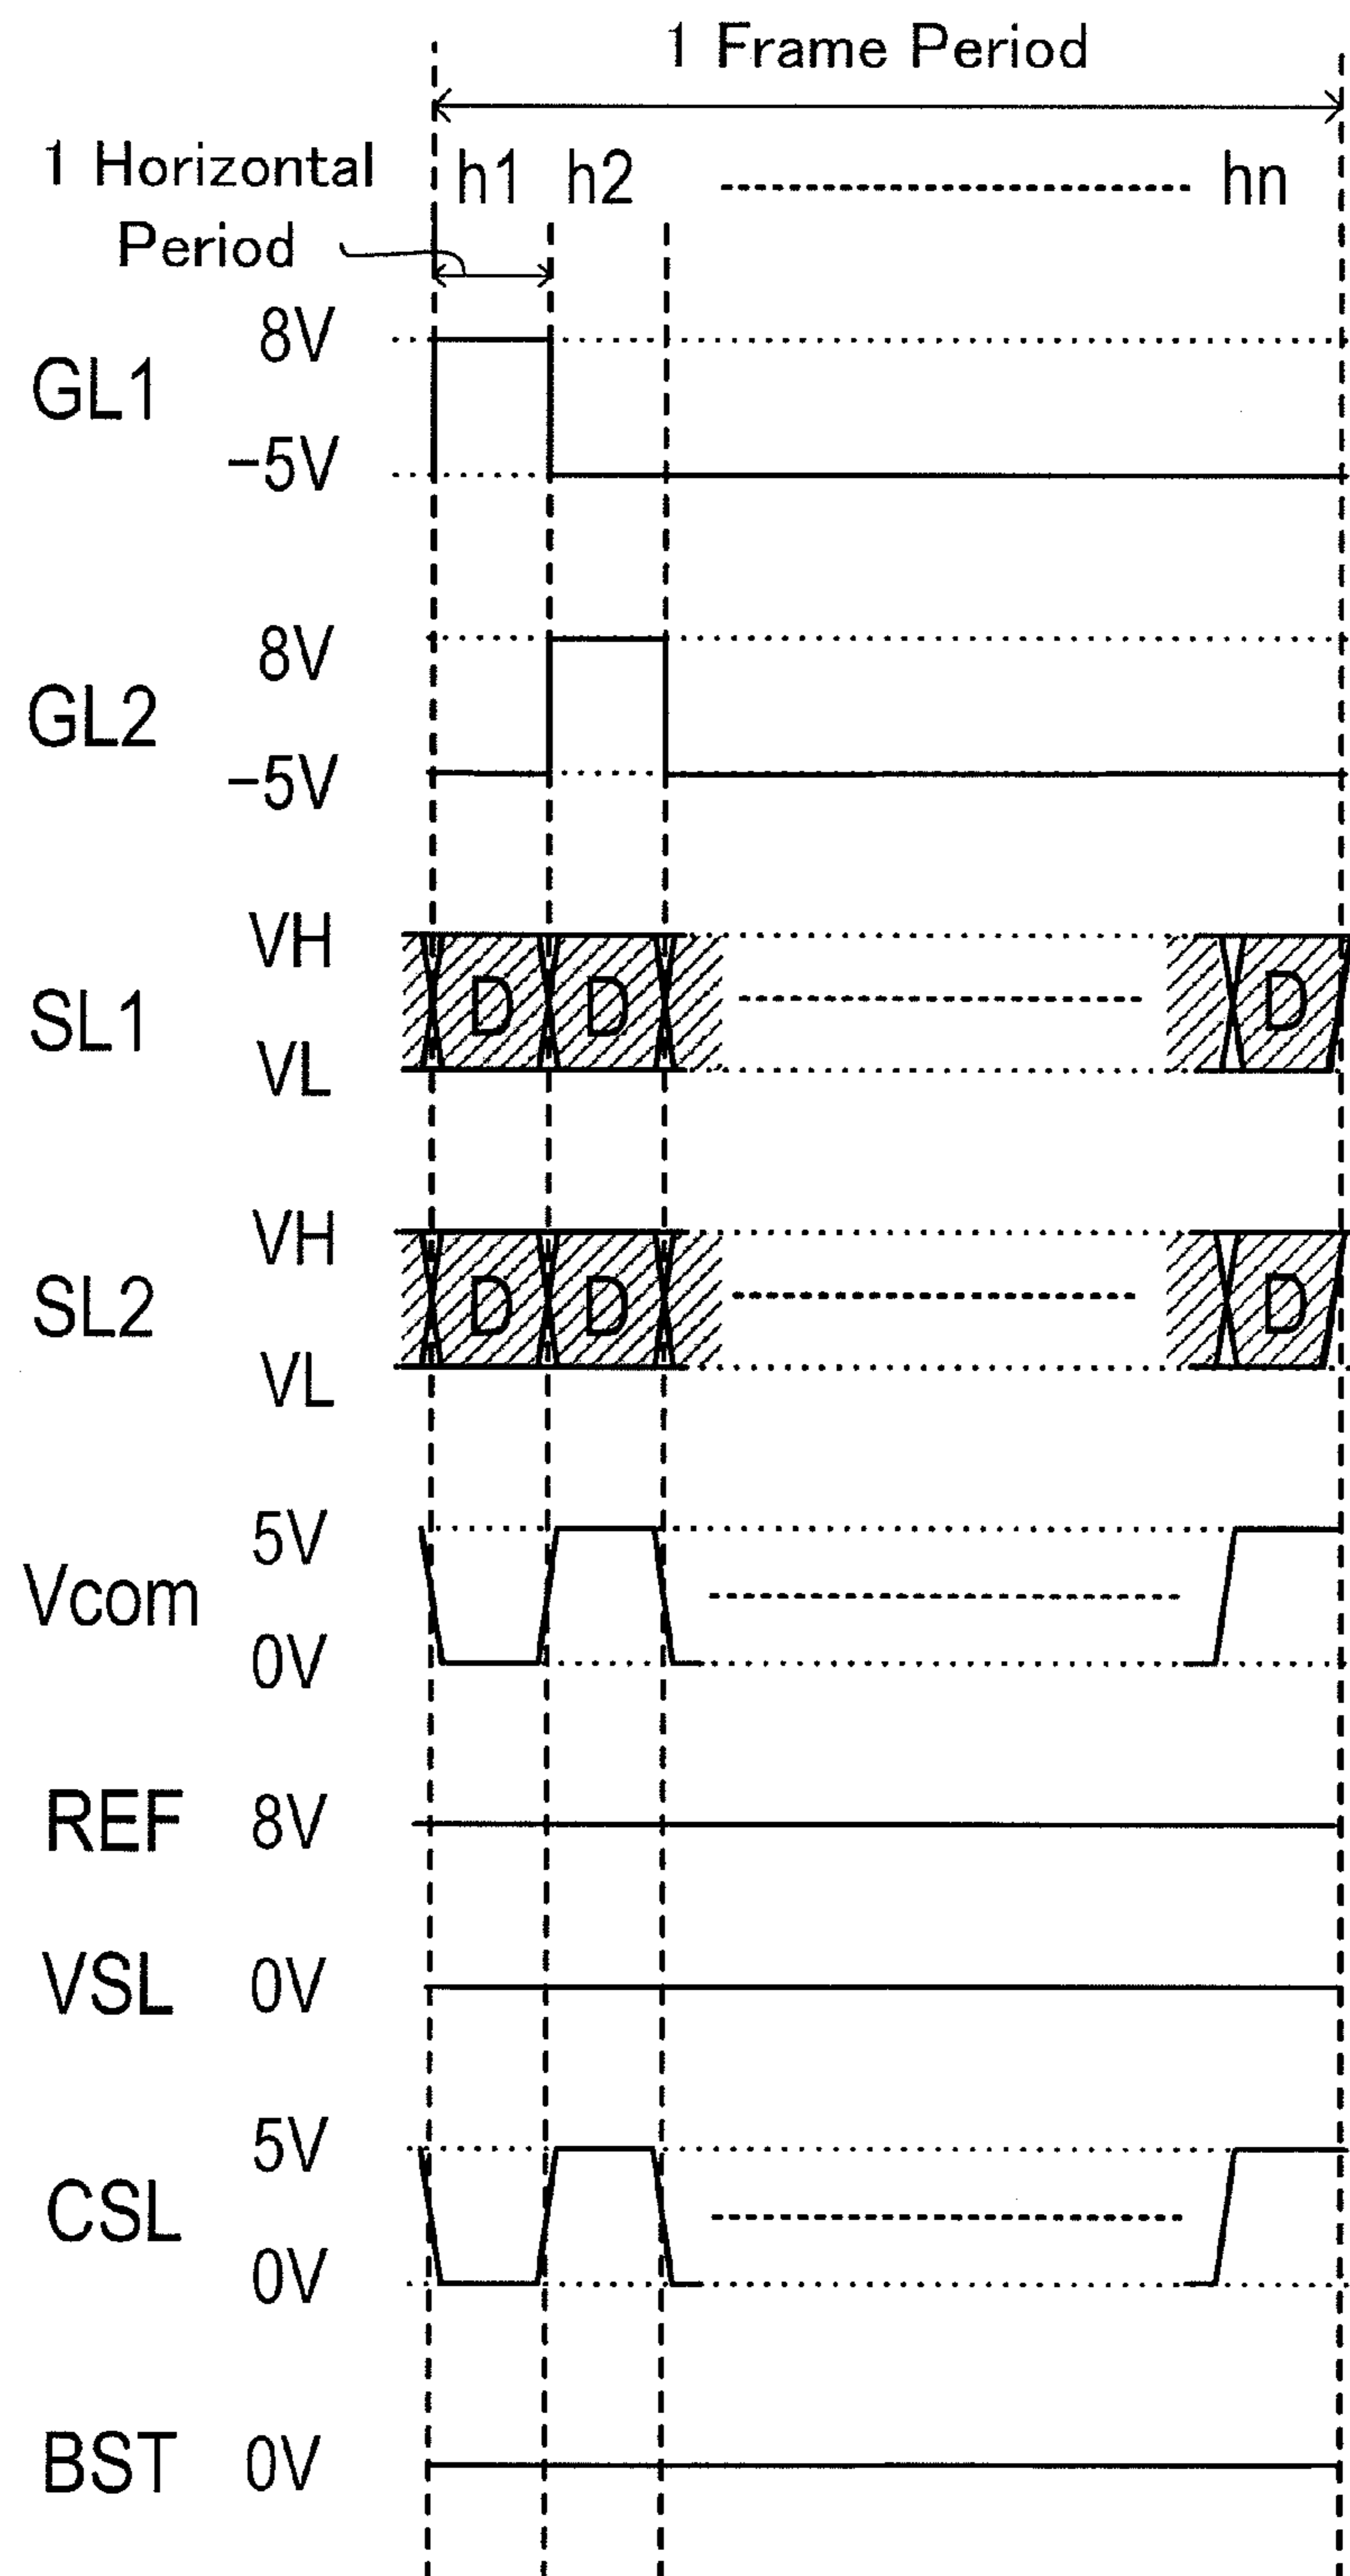 1 Frame Period
1 Horizontal
Period
h1 h2 hn
GL1
8V
-5V
GL2
8V
-5V
SL1
VH
VL
D D D
SL2
VH
VL
D D D
Vcom
5V
0V
REF 8V
VSL 0V
CSL
5V
0V
BST 0V